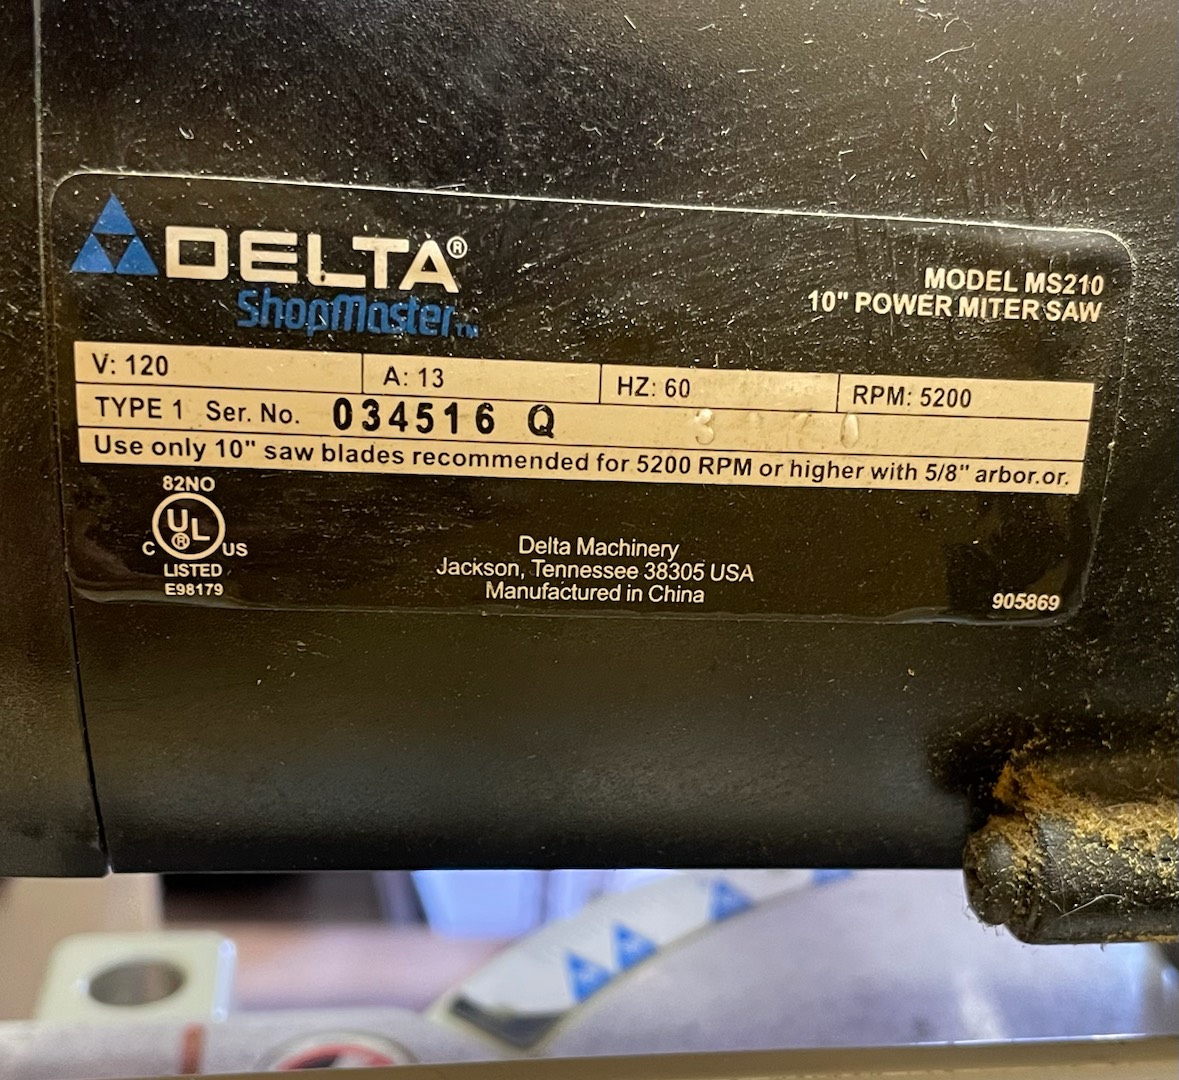 DELTA®
ShopMaster™
MODEL MS210
10" POWER MITER SAW
V: 120 A: 13 HZ: 60 RPM: 5200
TYPE 1 Ser. No. 034516 Q
Use only 10" saw blades recommended for 5200 RPM or higher with 5/8" arbor.or.
82NO
C UL® US
LISTED
E98179
Delta Machinery
Jackson, Tennessee 38305 USA
Manufactured in China
905869